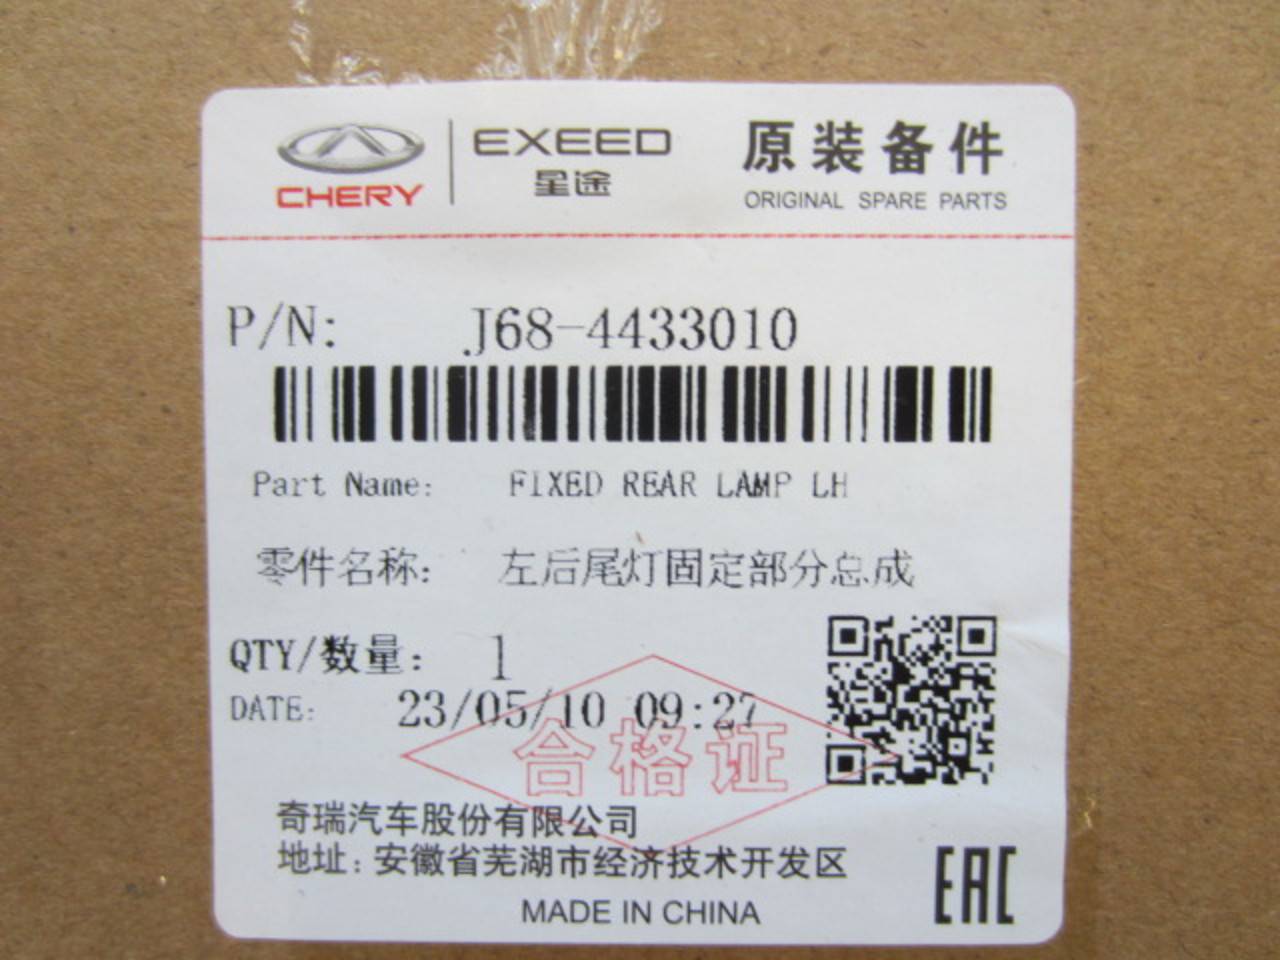 CHERY
EXEED
星途
原装备件
ORIGINAL SPARE PARTS
P/N: J68-4433010
Part Name: FIXED REAR LAMP LH
零件名称: 左后尾灯固定部分总成
QTY/数量: 1
DATE: 23/05/10 09:27
合格证
奇瑞汽车股份有限公司
地址: 安徽省芜湖市经济技术开发区
MADE IN CHINA
EAC